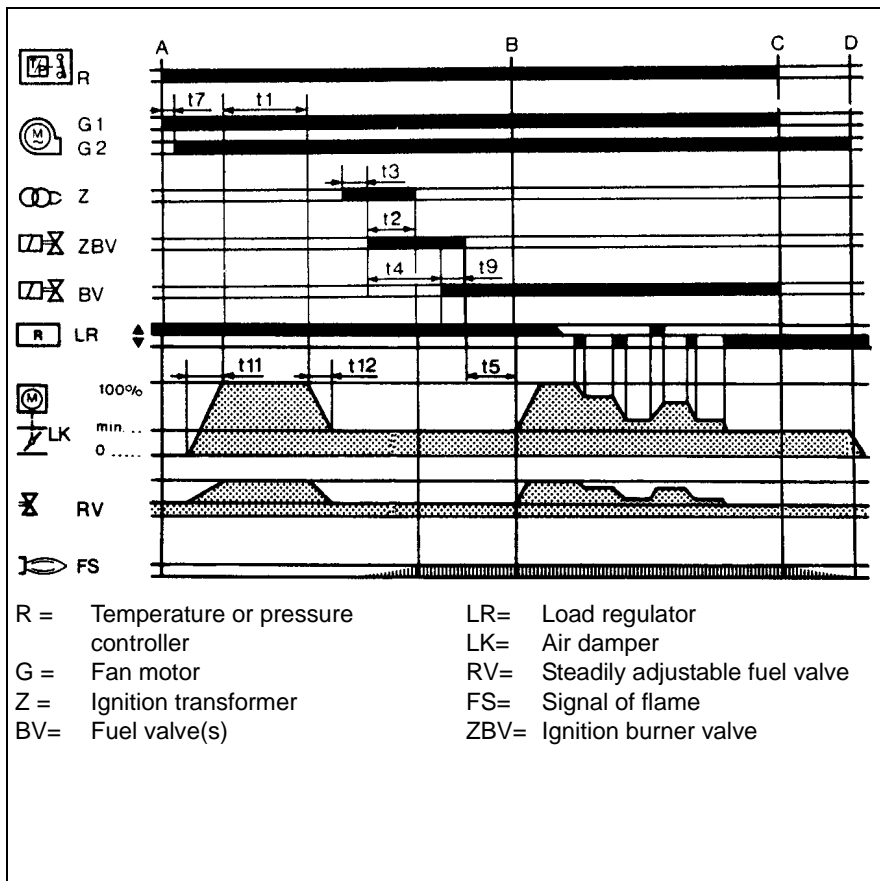 A B C D
R
t7 t1
G1
G2
t3
Z
t2
ZBV
t4 t9
BV
R LR
t11 t12 t5
100%
M
min. ..
LK
0 .....
RV
FS
R = Temperature or pressure
controller
G = Fan motor
Z = Ignition transformer
BV= Fuel valve(s)
LR= Load regulator
LK= Air damper
RV= Steadily adjustable fuel valve
FS= Signal of flame
ZBV= Ignition burner valve